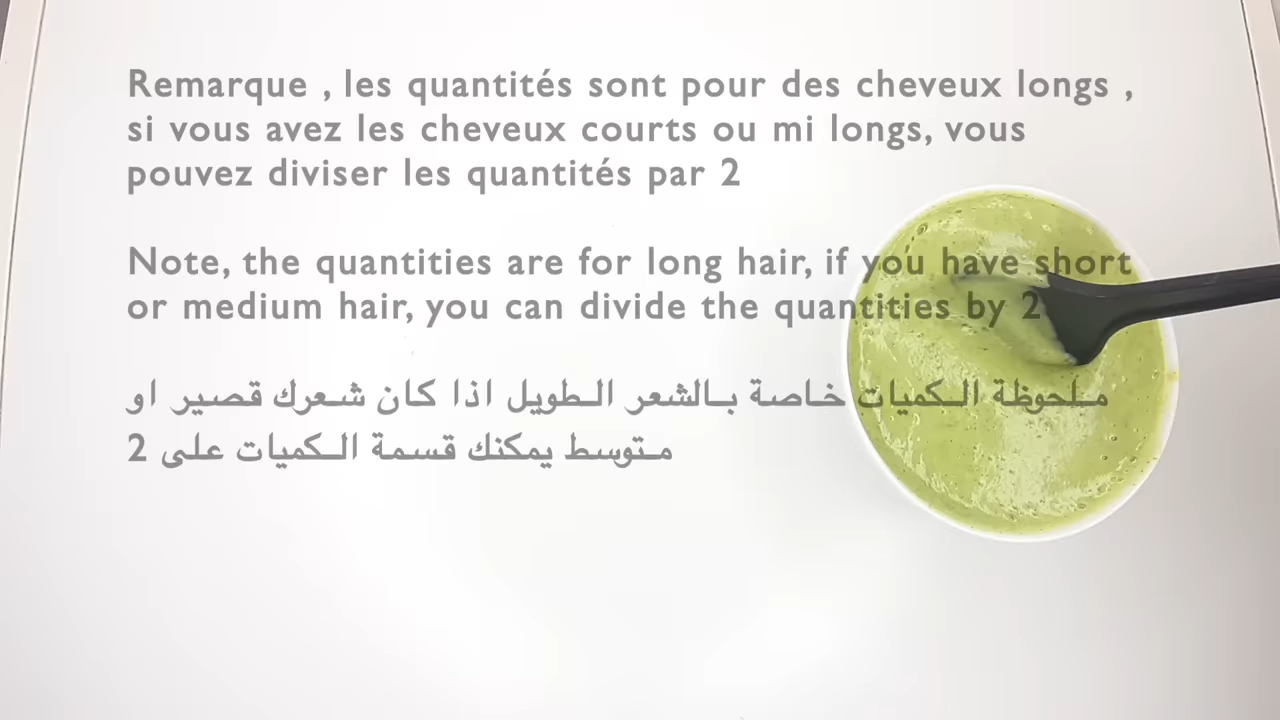 Remarque , les quantités sont pour des cheveux longs ,
si vous avez les cheveux courts ou mi longs, vous
pouvez diviser les quantités par 2
Note, the quantities are for long hair, if you have short
or medium hair, you can divide the quantities by 2
ملحوظة الكميات خاصة بالشعر الطويل اذا كان شعرك قصير او
متوسط يمكنك قسمة الكميات على 2